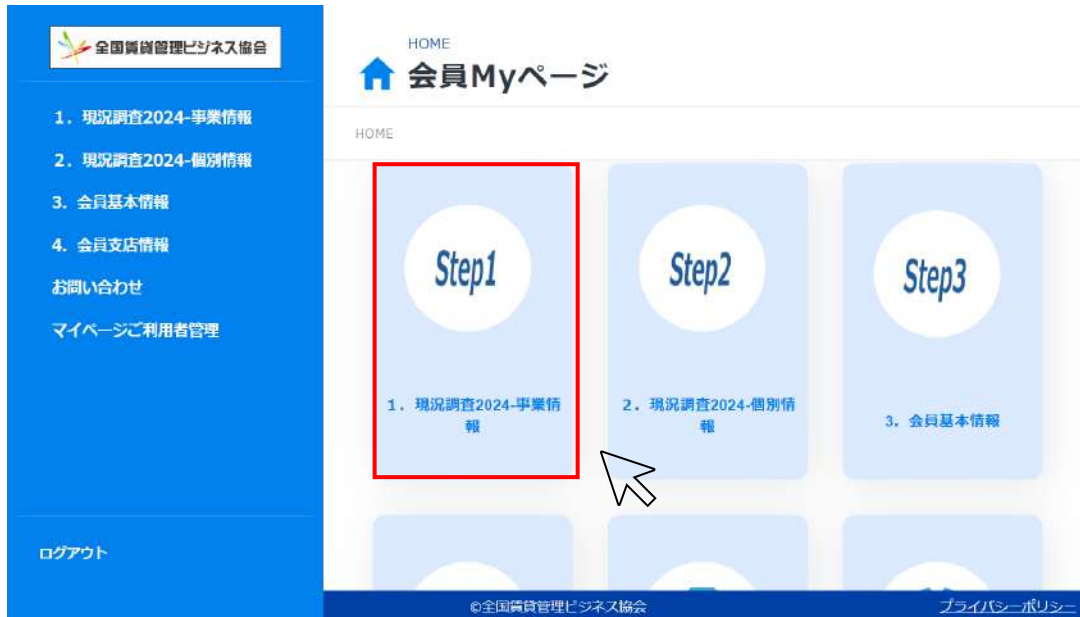 全国賃貸管理ビジネス協会
1. 現況調査2024-事業情報
2. 現況調査2024-個別情報
3. 会員基本情報
4. 会員支店情報
お問い合わせ
マイページご利用者管理
ログアウト
HOME
会員Myページ
HOME
Step1
1. 現況調査2024-事業情
報
Step2
2. 現況調査2024-個別情
報
Step3
3. 会員基本情報
©全国賃貸管理ビジネス協会
プライバシーポリシー